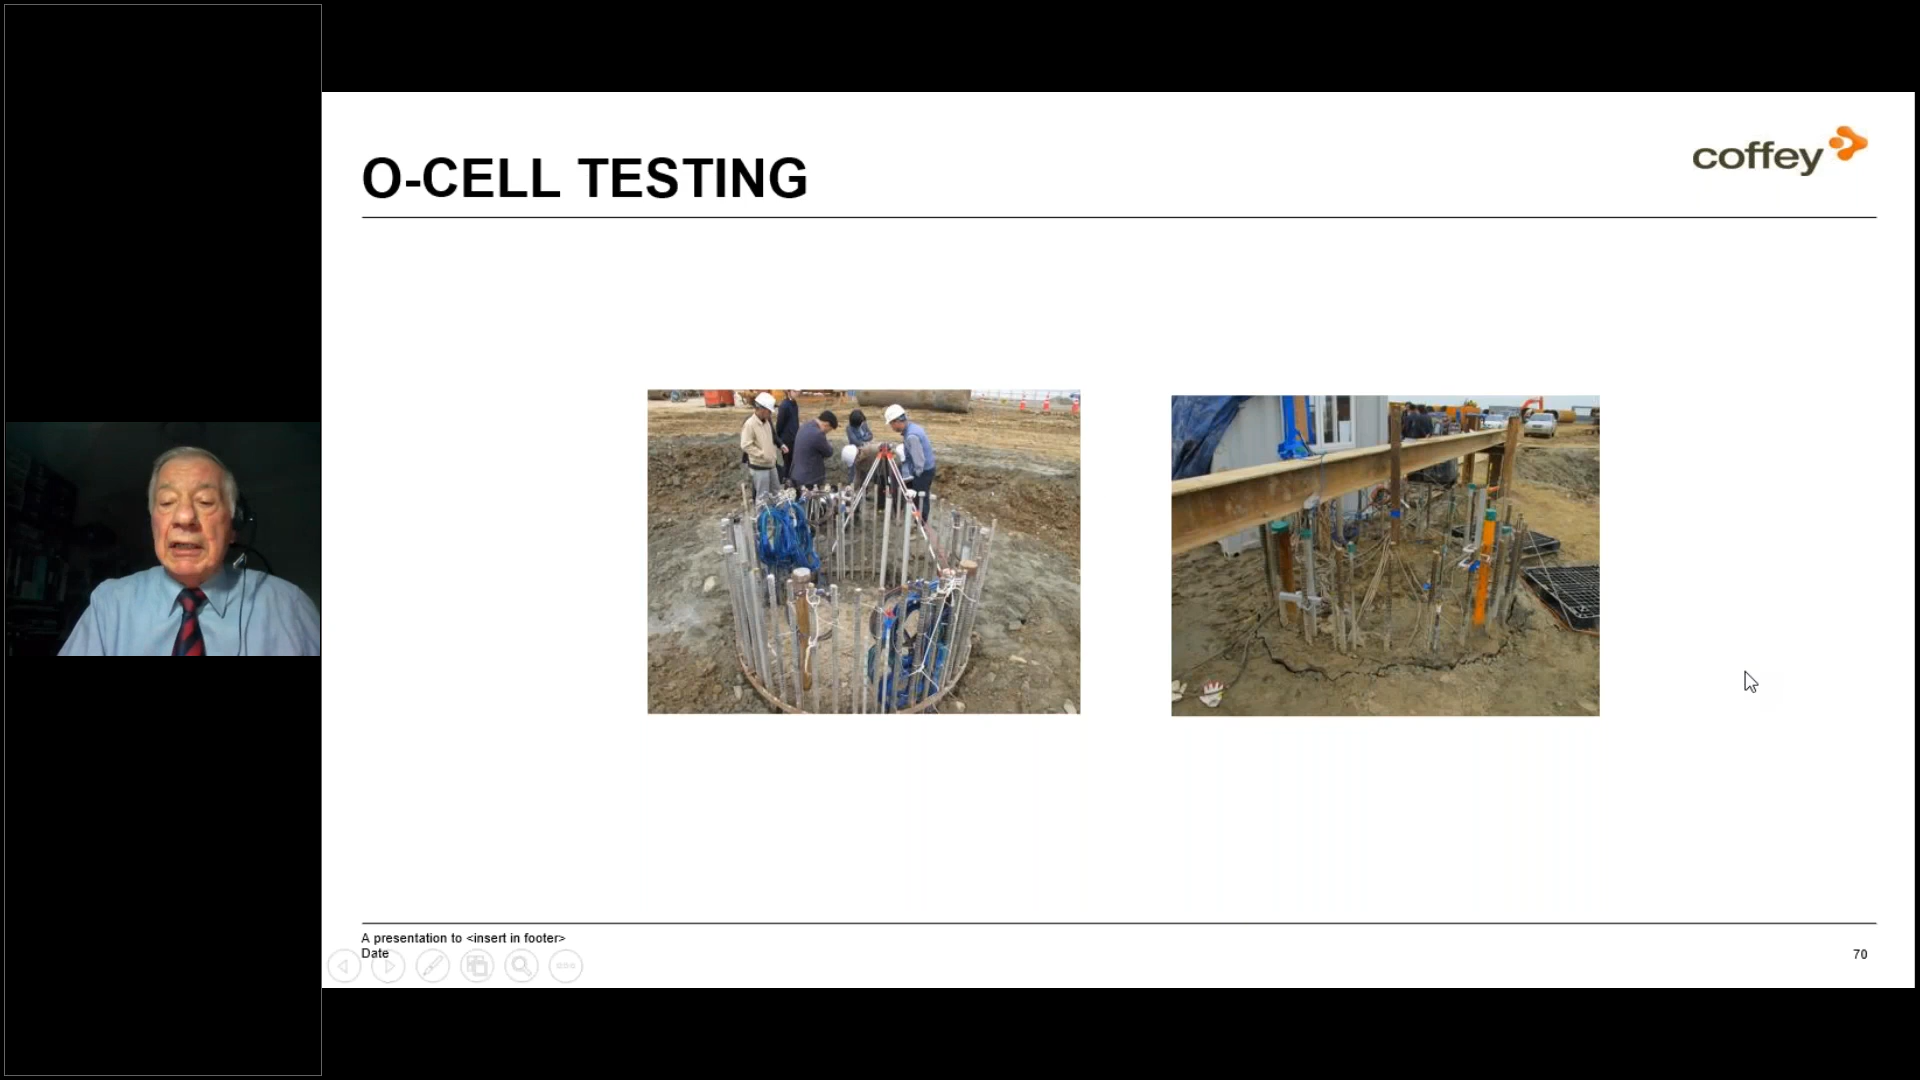 O-CELL TESTING
coffey
A presentation to <insert in footer>
Date
70